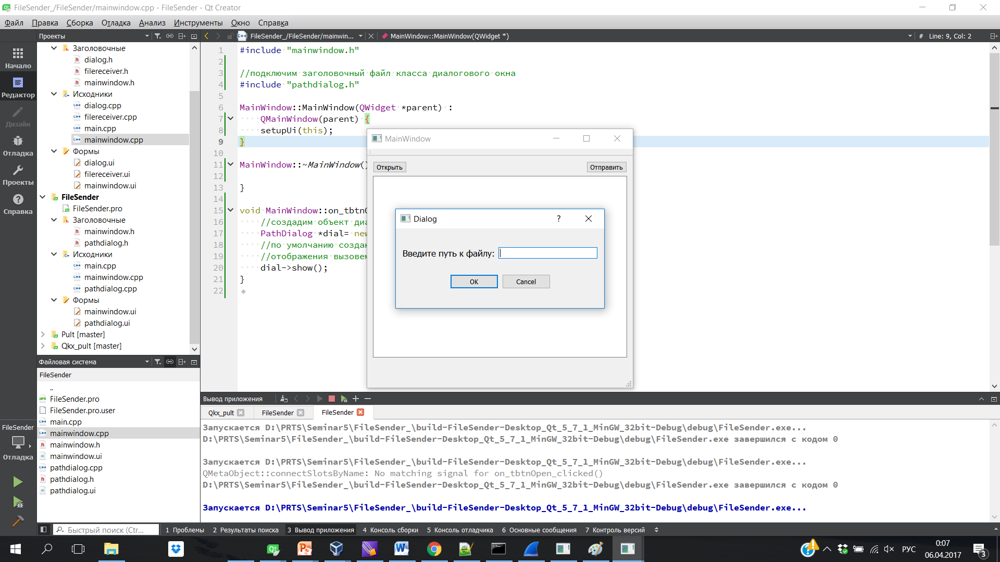 FileSender_/FileSender/mainwindow.cpp - FileSender - Qt Creator
Файл Правка Сборка Отладка Анализ Инструменты Окно Справка
Проекты
FileSender_/FileSender/mainwin...
MainWindow::MainWindow(QWidget *)
# Line: 9, Col: 2
Начало
Редактор
Дизайн
Отладка
Проекты
Справка
FileSender
Отладка
Заголовочные
dialog.h
filereceiver.h
mainwindow.h
Исходники
dialog.cpp
filereceiver.cpp
main.cpp
mainwindow.cpp
Формы
dialog.ui
filereceiver.ui
mainwindow.ui
FileSender
FileSender.pro
Заголовочные
mainwindow.h
pathdialog.h
Исходники
main.cpp
mainwindow.cpp
pathdialog.cpp
Формы
mainwindow.ui
pathdialog.ui
Pult [master]
Qkx_pult [master]
Файловая система
FileSender
..
FileSender.pro
FileSender.pro.user
main.cpp
mainwindow.cpp
mainwindow.h
mainwindow.ui
pathdialog.cpp
pathdialog.h
pathdialog.ui
1 #include "mainwindow.h"
2
3 //подключим заголовочный файл класса диалогового окна
4 #include "pathdialog.h"
5
6 MainWindow::MainWindow(QWidget *parent) :
7 QMainWindow(parent) {
8 setupUi(this);
9 }
10
11 MainWindow::~MainWindow()
12
13 }
14
15 void MainWindow::on_tbtn
16 //создадим объект
17 PathDialog *dial= new
18 //по умолчанию
19 //отображения вызовем
20 dial->show();
21 }
22
MainWindow
Открыть Отправить
Dialog ?
Введите путь к файлу:
OK Cancel
Вывод приложения
Qkx_pult FileSender FileSender
Запускается D:\PRTS\Seminar5\FileSender_\build-FileSender-Desktop_Qt_5_7_1_MinGW_32bit-Debug\debug\FileSender.exe...
D:\PRTS\Seminar5\FileSender_\build-FileSender-Desktop_Qt_5_7_1_MinGW_32bit-Debug\debug\FileSender.exe завершился с кодом 0
Запускается D:\PRTS\Seminar5\FileSender_\build-FileSender-Desktop_Qt_5_7_1_MinGW_32bit-Debug\debug\FileSender.exe...
QMetaObject::connectSlotsByName: No matching signal for on_tbtnOpen_clicked()
D:\PRTS\Seminar5\FileSender_\build-FileSender-Desktop_Qt_5_7_1_MinGW_32bit-Debug\debug\FileSender.exe завершился с кодом 0
Запускается D:\PRTS\Seminar5\FileSender_\build-FileSender-Desktop_Qt_5_7_1_MinGW_32bit-Debug\debug\FileSender.exe...
Быстрый поиск (Ctr...
1 Проблемы 2 Результаты поиска 3 Вывод приложения 4 Консоль сборки 5 Консоль отладчика 6 Основные сообщения 7 Контроль версий
РУС
0:07
06.04.2017
3